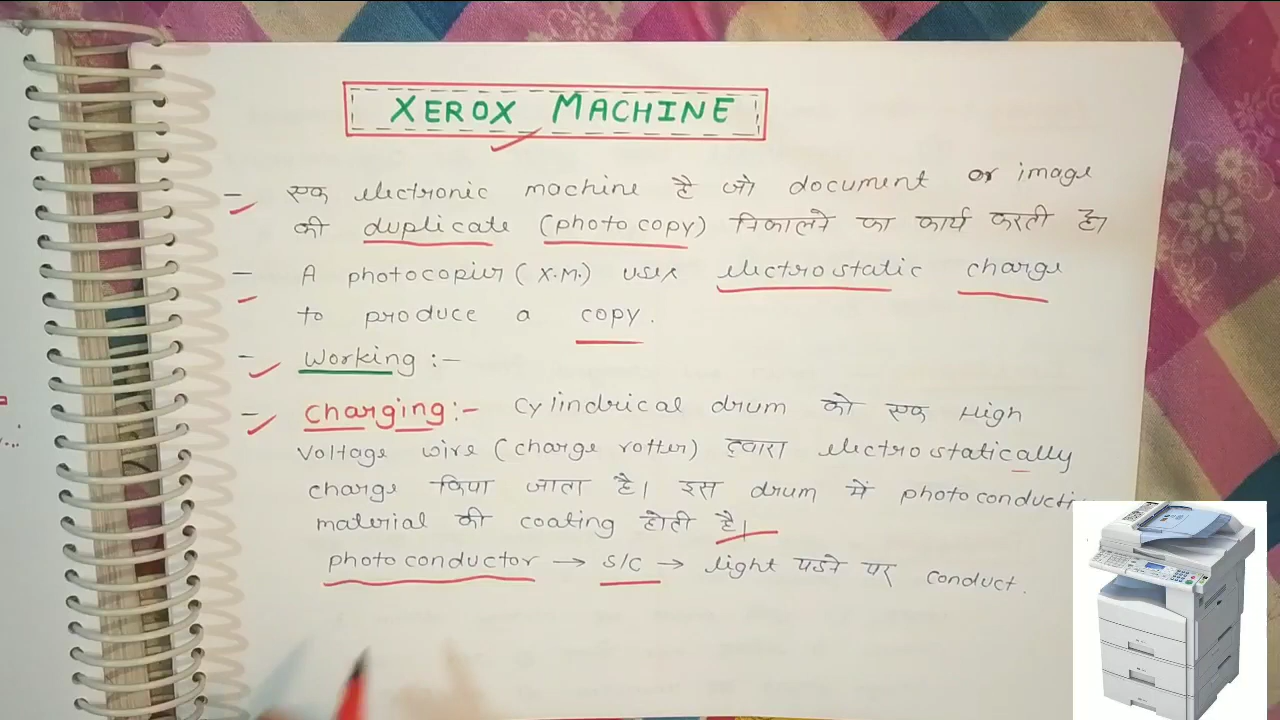 XEROX MACHINE
– एक electronic machine है जो document or image
की duplicate (photocopy) निकालने का कार्य करती है।
– A photocopier (X.M.) uses electrostatic charge
to produce a copy.
– Working :–
– Charging :– Cylindrical drum को एक High
Voltage wire (charge rotter) द्वारा electrostatically
charge किया जाता है। इस drum में photoconducti
material की coating होती है।
photoconductor → S/C → light पडने पर conduct.